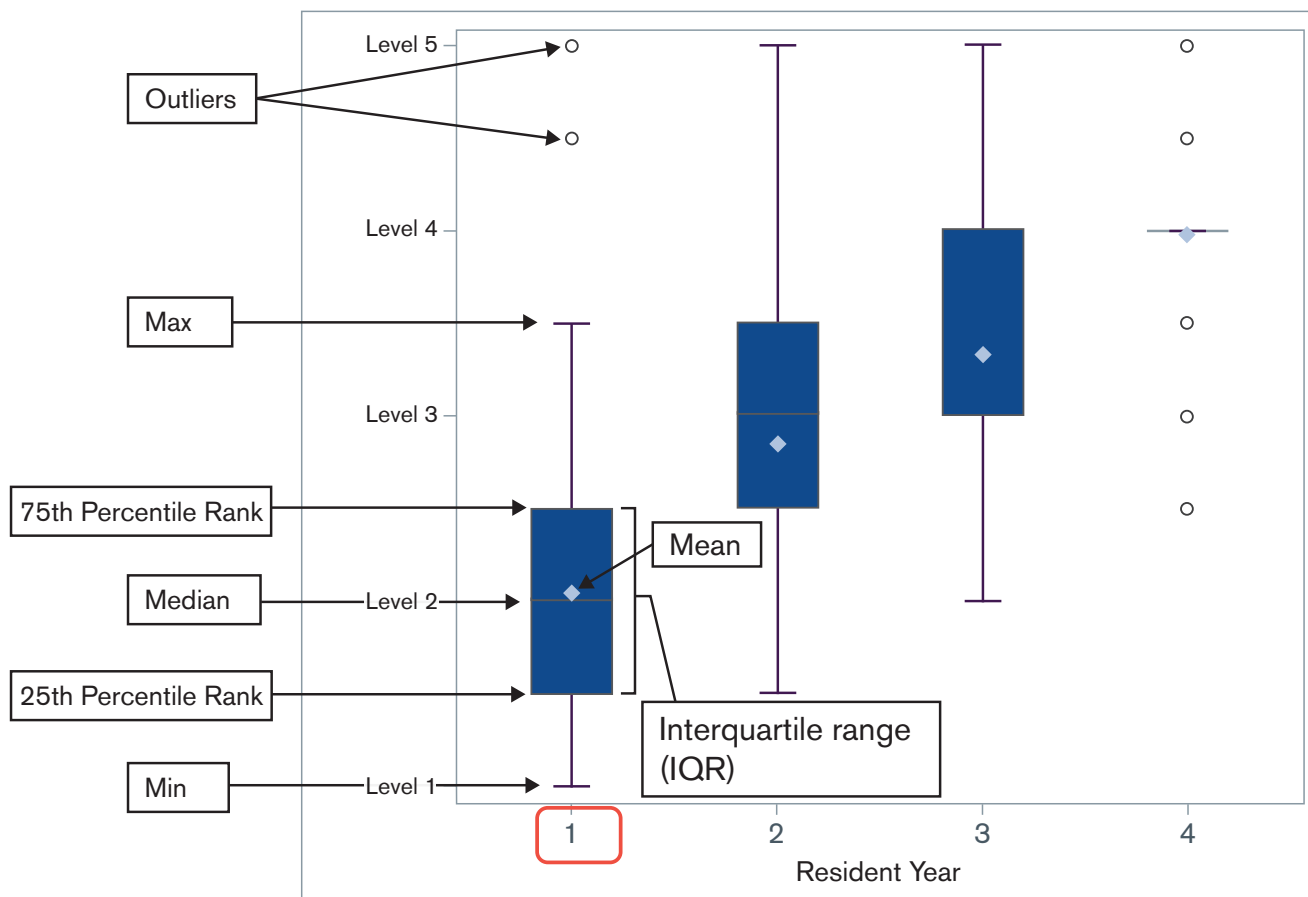 Level 5
Outliers
Level 4
Max
Level 3
75th Percentile Rank
Mean
Median
Level 2
25th Percentile Rank
Interquartile range
(IQR)
Min
Level 1
1 2 3 4
Resident Year